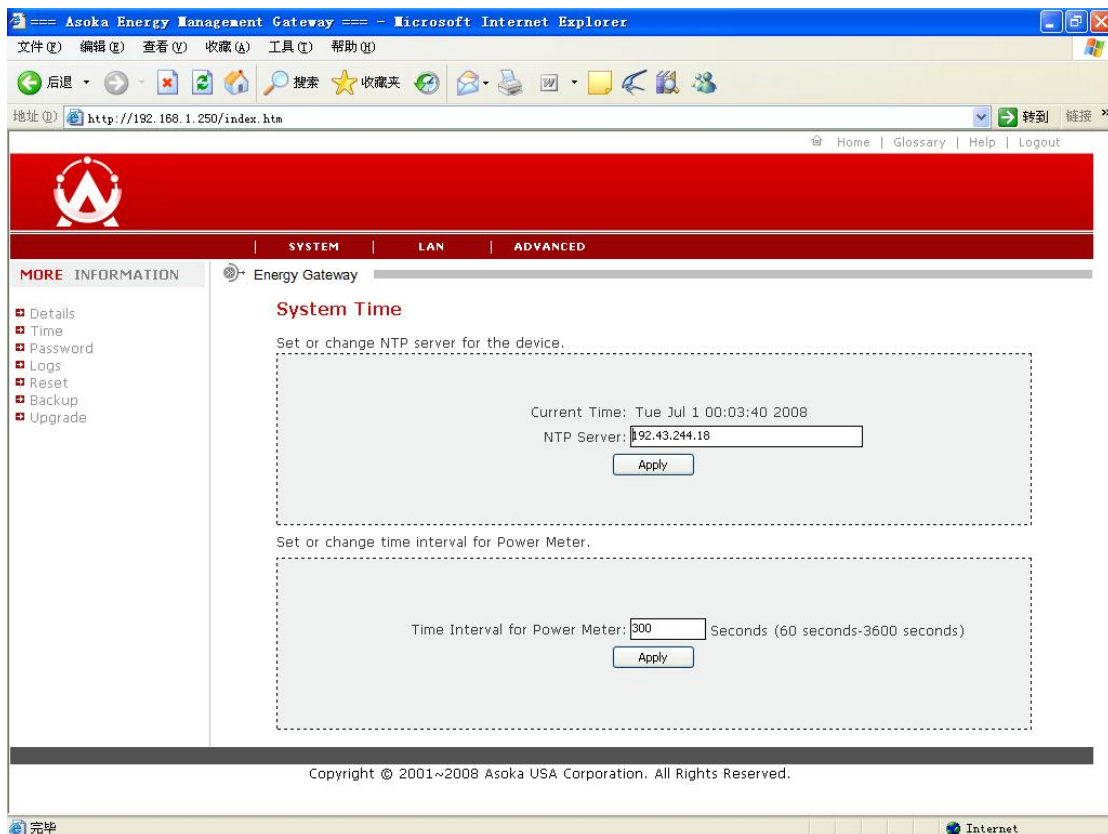 === Asoka Energy Management Gateway === - Microsoft Internet Explorer
文件(F) 编辑(E) 查看(V) 收藏(A) 工具(T) 帮助(H)
后退 搜索 收藏夹
地址(D) http://192.168.1.250/index.htm 转到 链接 »
Home | Glossary | Help | Logout
| SYSTEM | LAN | ADVANCED
MORE INFORMATION
Energy Gateway
Details
Time
Password
Logs
Reset
Backup
Upgrade
System Time
Set or change NTP server for the device.
Current Time: Tue Jul 1 00:03:40 2008
NTP Server: 192.43.244.18
Apply
Set or change time interval for Power Meter.
Time Interval for Power Meter: 300 Seconds (60 seconds-3600 seconds)
Apply
Copyright © 2001~2008 Asoka USA Corporation. All Rights Reserved.
完毕 Internet